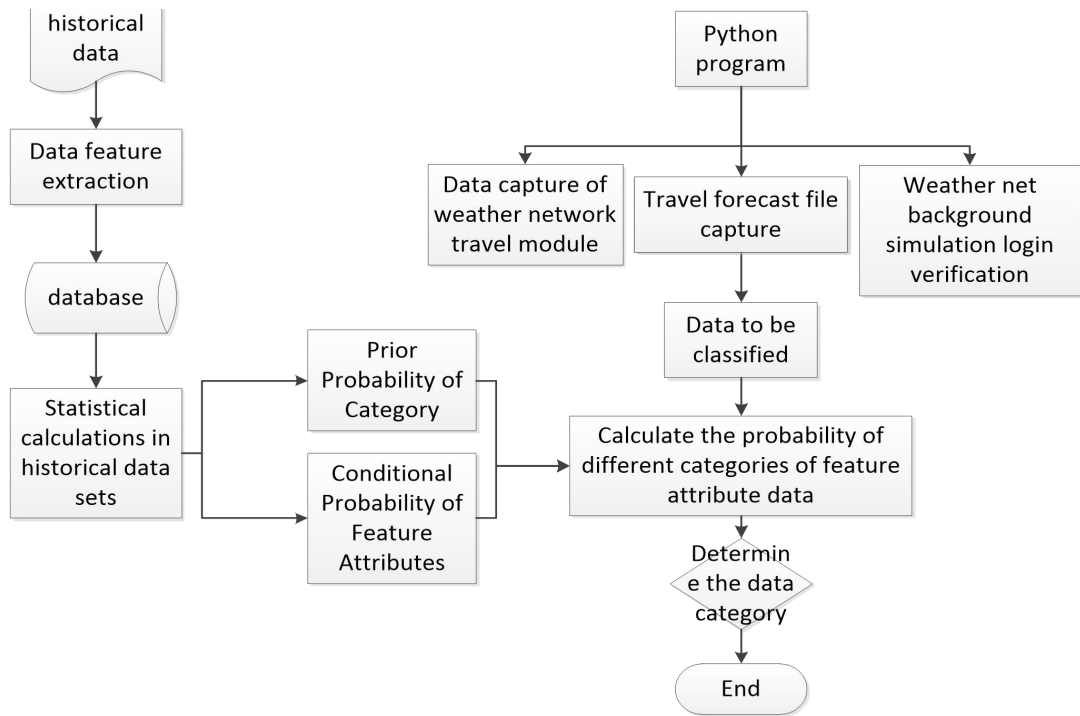 historical
data
Data feature
extraction
database
Statistical
calculations in
historical data
sets
Prior
Probability of
Category
Conditional
Probability of
Feature
Attributes
Python
program
Data capture of
weather network
travel module
Travel forecast file
capture
Weather net
background
simulation login
verification
Data to be
classified
Calculate the probability of
different categories of feature
attribute data
Determin
e the data
category
End